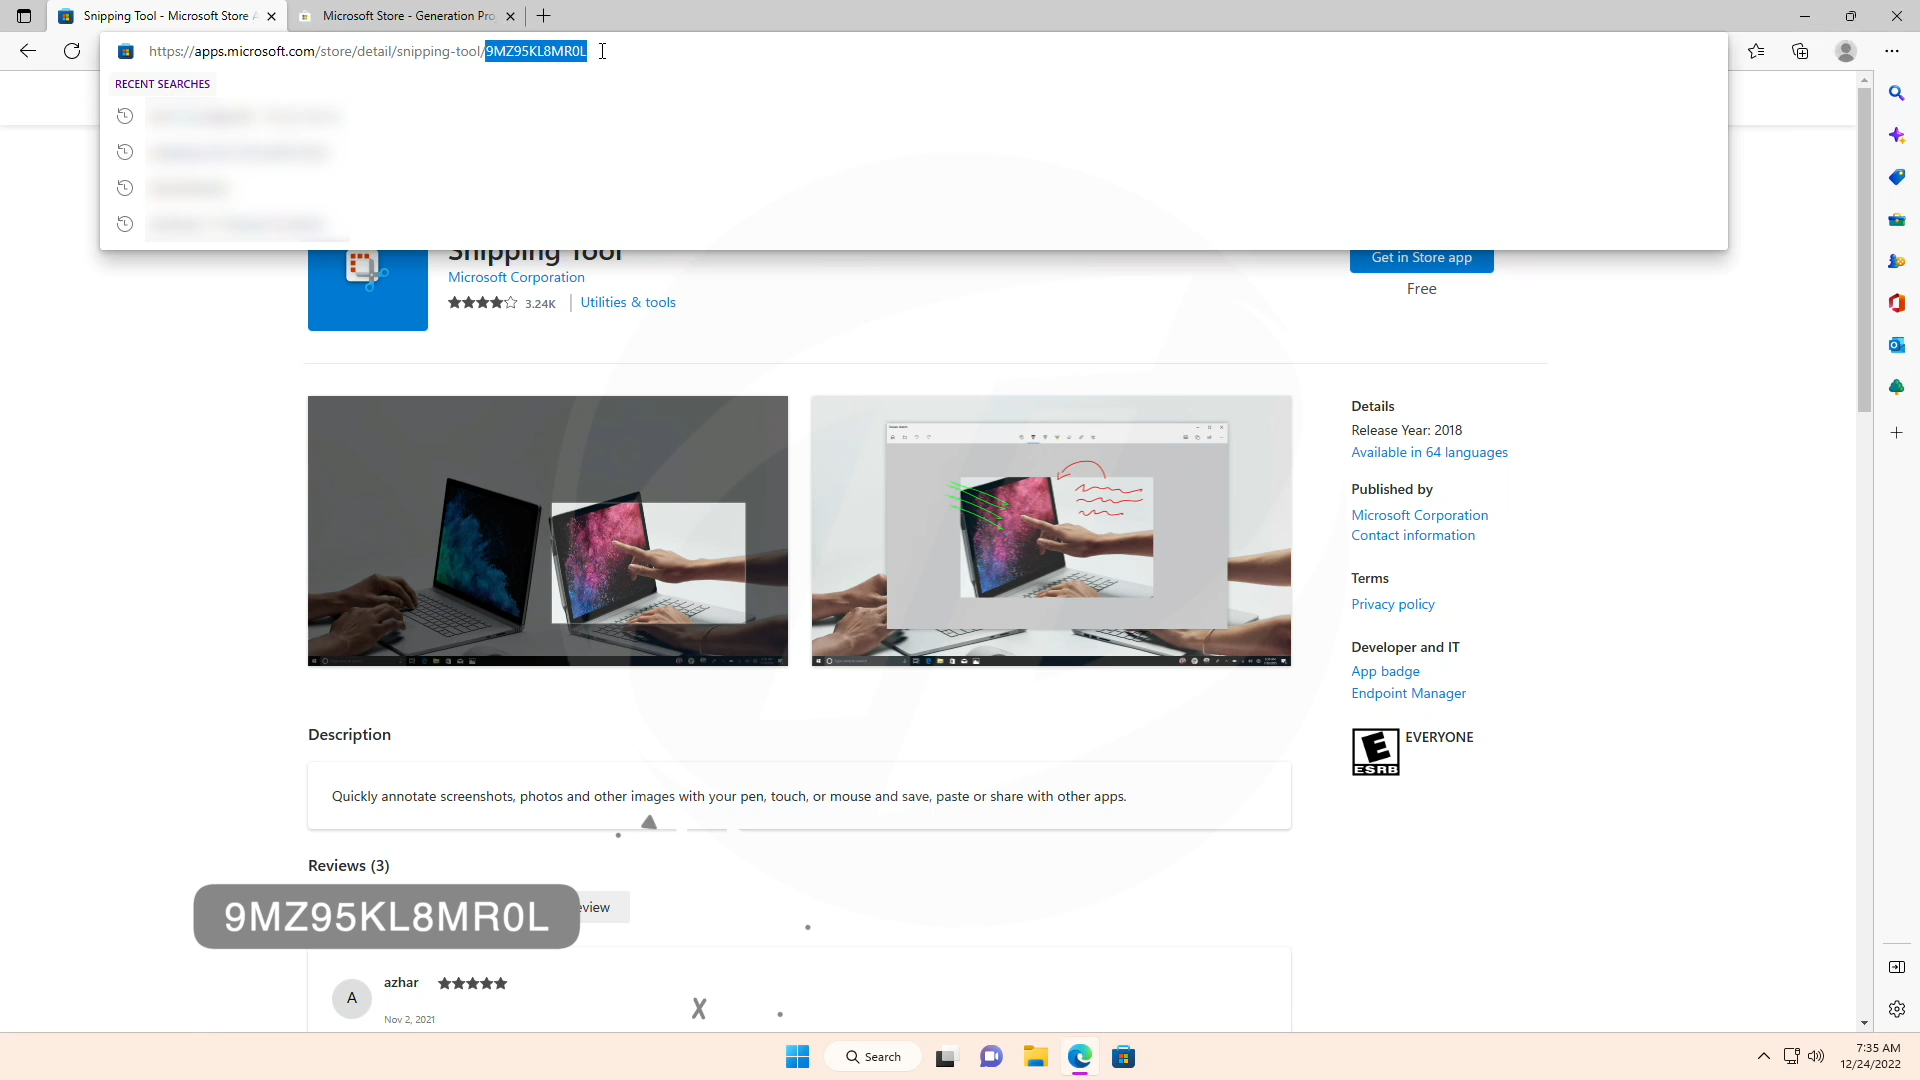 Snipping Tool - Microsoft Store
Microsoft Store - Generation Pro
https://apps.microsoft.com/store/detail/snipping-tool/9MZ95KL8MR0L
RECENT SEARCHES
Snipping Tool
Microsoft Corporation
3.24K
Utilities & tools
Get in Store app
Free
Details
Release Year: 2018
Available in 64 languages
Published by
Microsoft Corporation
Contact information
Terms
Privacy policy
Developer and IT
App badge
Endpoint Manager
E
ESRB
EVERYONE
Description
Quickly annotate screenshots, photos and other images with your pen, touch, or mouse and save, paste or share with other apps.
Reviews (3)
eview
9MZ95KL8MR0L
A
azhar
Nov 2, 2021
X
Search
7:35 AM
12/24/2022